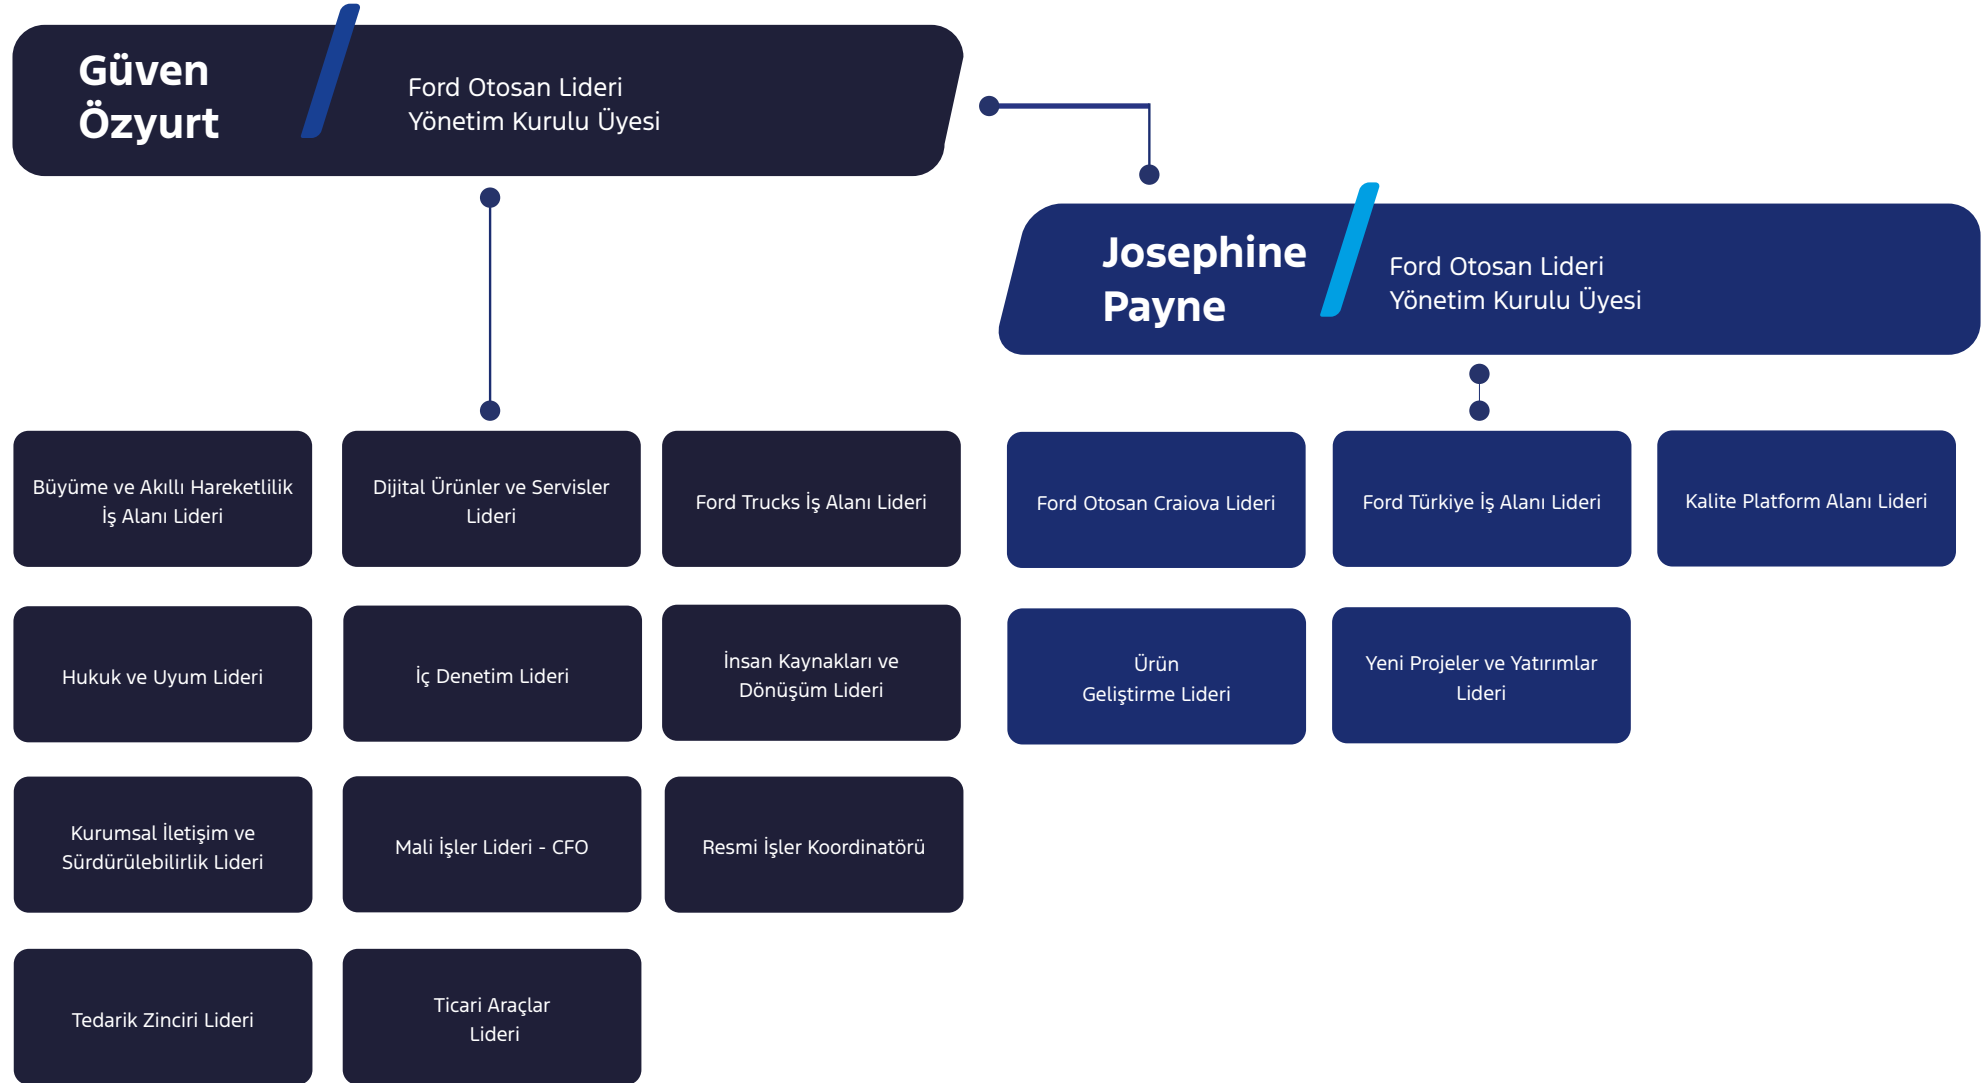 Güven
Özyurt
Ford Otosan Lideri
Yönetim Kurulu Üyesi
Josephine
Payne
Ford Otosan Lideri
Yönetim Kurulu Üyesi
Büyüme ve Akıllı Hareketlilik
İş Alanı Lideri
Dijital Ürünler ve Servisler
Lideri
Ford Trucks İş Alanı Lideri
Hukuk ve Uyum Lideri
İç Denetim Lideri
İnsan Kaynakları ve
Dönüşüm Lideri
Kurumsal İletişim ve
Sürdürülebilirlik Lideri
Mali İşler Lideri - CFO
Resmi İşler Koordinatörü
Tedarik Zinciri Lideri
Ticari Araçlar
Lideri
Ford Otosan Craiova Lideri
Ford Türkiye İş Alanı Lideri
Kalite Platform Alanı Lideri
Ürün
Geliştirme Lideri
Yeni Projeler ve Yatırımlar
Lideri